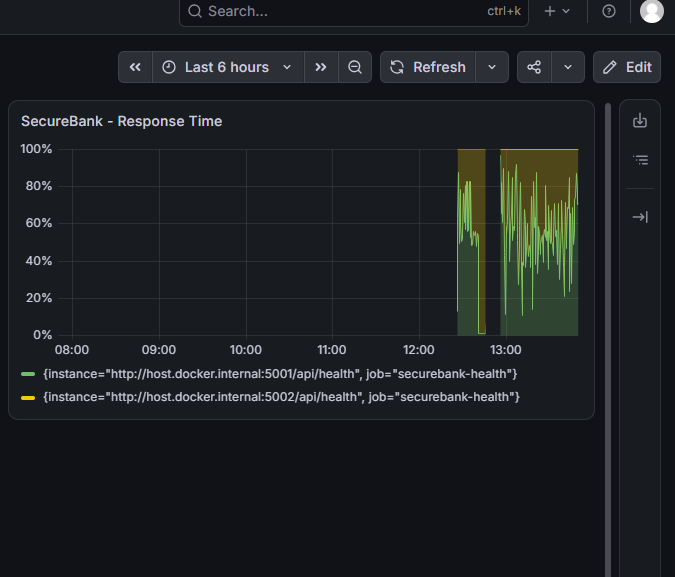 Search... ctrl+k
Last 6 hours Refresh Edit
SecureBank - Response Time
100%
80%
60%
40%
20%
0%
08:00 09:00 10:00 11:00 12:00 13:00
{instance="http://host.docker.internal:5001/api/health", job="securebank-health"}
{instance="http://host.docker.internal:5002/api/health", job="securebank-health"}